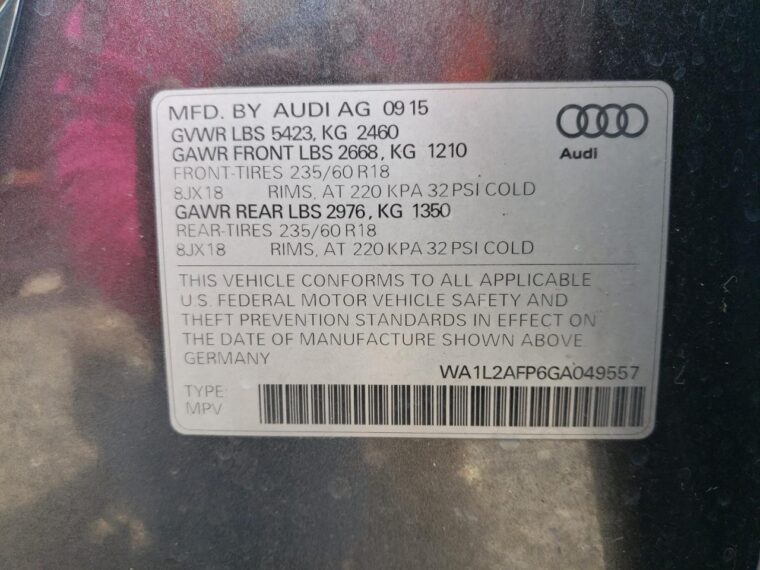 MFD. BY AUDI AG 09 15
GVWR LBS 5423, KG 2460
GAWR FRONT LBS 2668, KG 1210
FRONT-TIRES 235/60 R18
8JX18 RIMS, AT 220 KPA 32 PSI COLD
GAWR REAR LBS 2976, KG 1350
REAR-TIRES 235/60 R18
8JX18 RIMS, AT 220 KPA 32 PSI COLD
Audi
THIS VEHICLE CONFORMS TO ALL APPLICABLE
U.S. FEDERAL MOTOR VEHICLE SAFETY AND
THEFT PREVENTION STANDARDS IN EFFECT ON
THE DATE OF MANUFACTURE SHOWN ABOVE
GERMANY
WA1L2AFP6GA049557
TYPE:
MPV